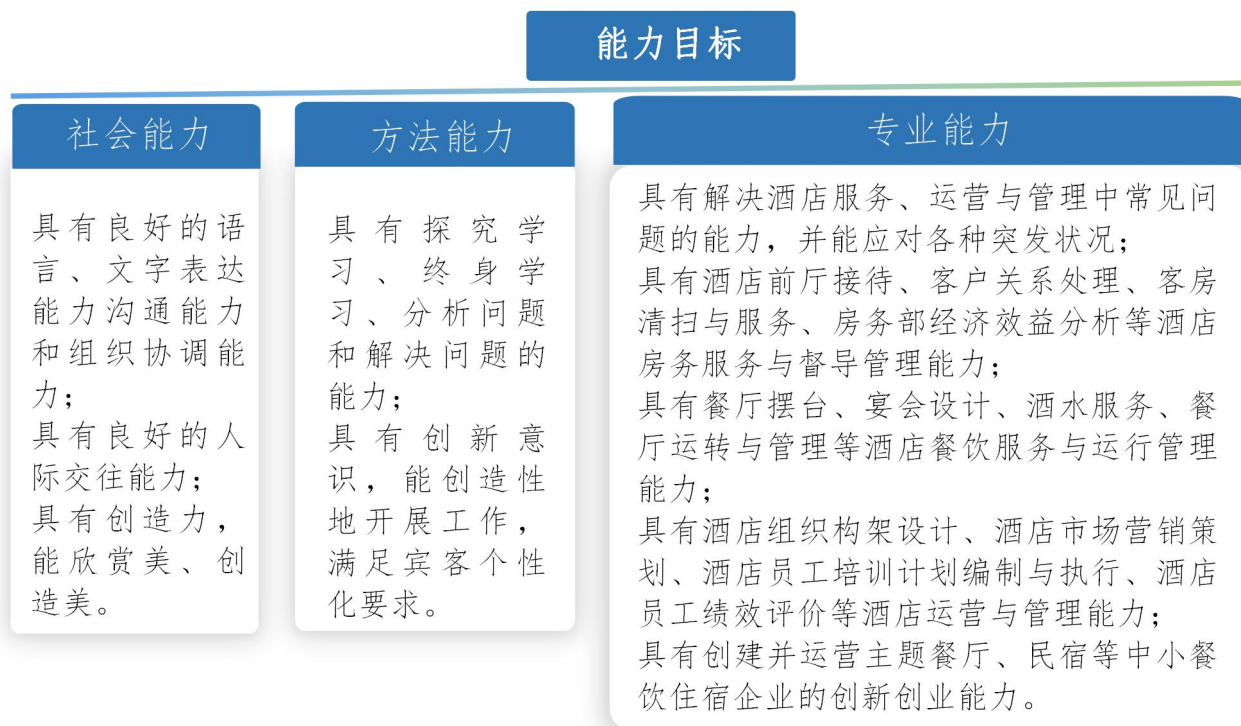 能力目标
社会能力
具有良好的语
言、文字表达
能力沟通能力
和组织协调能
力；
具有良好的人
际交往能力；
具有创造力，
能欣赏美、创
造美。
方法能力
具有探究学
习、终身学
习、分析问题
和解决问题的
能力；
具有创新意
识，能创造性
地开展工作，
满足宾客个性
化要求。
专业能力
具有解决酒店服务、运营与管理中常见问
题的能力，并能应对各种突发状况；
具有酒店前厅接待、客户关系处理、客房
清扫与服务、房务部经济效益分析等酒店
房务服务与督导管理能力；
具有餐厅摆台、宴会设计、酒水服务、餐
厅运转与管理等酒店餐饮服务与运行管理
能力；
具有酒店组织构架设计、酒店市场营销策
划、酒店员工培训计划编制与执行、酒店
员工绩效评价等酒店运营与管理能力；
具有创建并运营主题餐厅、民宿等中小餐
饮住宿企业的创新创业能力。